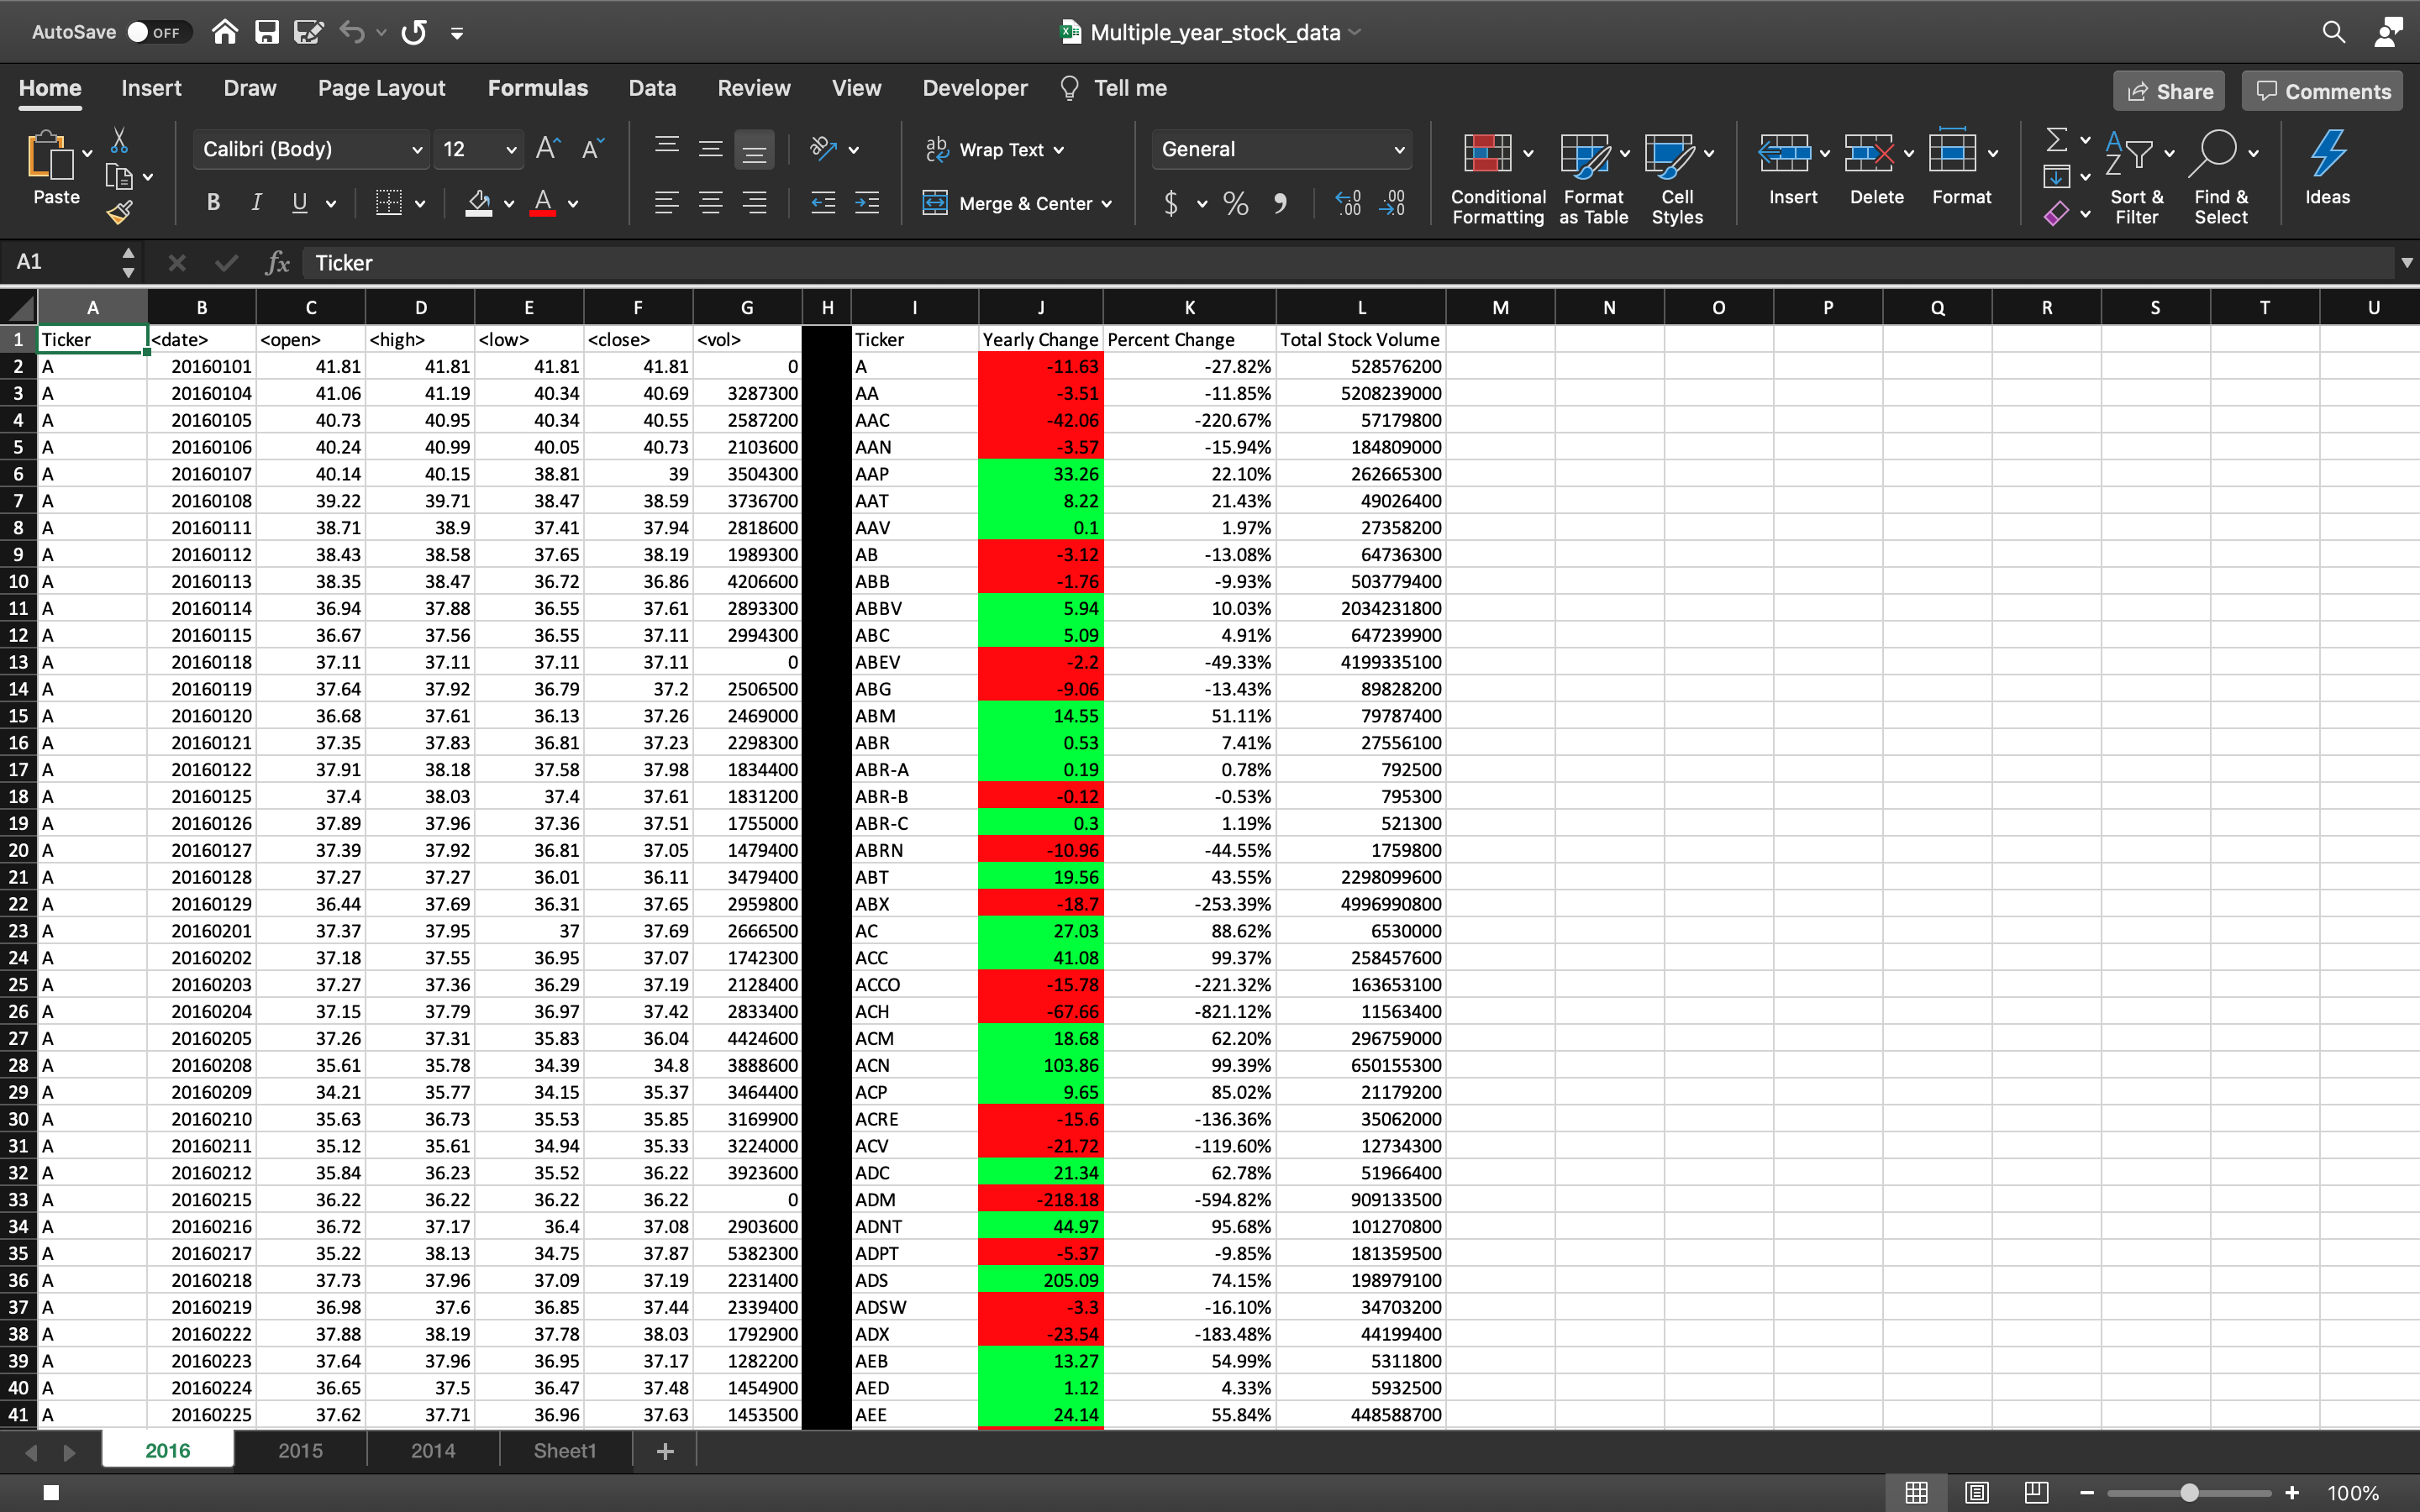 AutoSave OFF Multiple_year_stock_data
Home Insert Draw Page Layout Formulas Data Review View Developer Tell me Share Comments
Paste Calibri (Body) 12 Wrap Text General Conditional Formatting Format as Table Cell Styles Insert Delete Format Sort & Filter Find & Select Ideas
B I U Merge & Center $ %
A1 fx Ticker
A B C D E F G H I J K L M N O P Q R S T U
1 Ticker <date> <open> <high> <low> <close> <vol> Ticker Yearly Change Percent Change Total Stock Volume
2 A 20160101 41.81 41.81 41.81 41.81 0 A -11.63 -27.82% 528576200
3 A 20160104 41.06 41.19 40.34 40.69 3287300 AA -3.51 -11.85% 5208239000
4 A 20160105 40.73 40.95 40.34 40.55 2587200 AAC -42.06 -220.67% 57179800
5 A 20160106 40.24 40.99 40.05 40.73 2103600 AAN -3.57 -15.94% 184809000
6 A 20160107 40.14 40.15 38.81 39 3504300 AAP 33.26 22.10% 262665300
7 A 20160108 39.22 39.71 38.47 38.59 3736700 AAT 8.22 21.43% 49026400
8 A 20160111 38.71 38.9 37.41 37.94 2818600 AAV 0.1 1.97% 27358200
9 A 20160112 38.43 38.58 37.65 38.19 1989300 AB -3.12 -13.08% 64736300
10 A 20160113 38.35 38.47 36.72 36.86 4206600 ABB -1.76 -9.93% 503779400
11 A 20160114 36.94 37.88 36.55 37.61 2893300 ABBV 5.94 10.03% 2034231800
12 A 20160115 36.67 37.56 36.55 37.11 2994300 ABC 5.09 4.91% 647239900
13 A 20160118 37.11 37.11 37.11 37.11 0 ABEV -2.2 -49.33% 4199335100
14 A 20160119 37.64 37.92 36.79 37.2 2506500 ABG -9.06 -13.43% 89828200
15 A 20160120 36.68 37.61 36.13 37.26 2469000 ABM 14.55 51.11% 79787400
16 A 20160121 37.35 37.83 36.81 37.23 2298300 ABR 0.53 7.41% 27556100
17 A 20160122 37.91 38.18 37.58 37.98 1834400 ABR-A 0.19 0.78% 792500
18 A 20160125 37.4 38.03 37.4 37.61 1831200 ABR-B -0.12 -0.53% 795300
19 A 20160126 37.89 37.96 37.36 37.51 1755000 ABR-C 0.3 1.19% 521300
20 A 20160127 37.39 37.92 36.81 37.05 1479400 ABRN -10.96 -44.55% 1759800
21 A 20160128 37.27 37.27 36.01 36.11 3479400 ABT 19.56 43.55% 2298099600
22 A 20160129 36.44 37.69 36.31 37.65 2959800 ABX -18.7 -253.39% 4996990800
23 A 20160201 37.37 37.95 37 37.69 2666500 AC 27.03 88.62% 6530000
24 A 20160202 37.18 37.55 36.95 37.07 1742300 ACC 41.08 99.37% 258457600
25 A 20160203 37.27 37.36 36.29 37.19 2128400 ACCO -15.78 -221.32% 163653100
26 A 20160204 37.15 37.79 36.97 37.42 2833400 ACH -67.66 -821.12% 11563400
27 A 20160205 37.26 37.31 35.83 36.04 4424600 ACM 18.68 62.20% 296759000
28 A 20160208 35.61 35.78 34.39 34.8 3888600 ACN 103.86 99.39% 650155300
29 A 20160209 34.21 35.77 34.15 35.37 3464400 ACP 9.65 85.02% 21179200
30 A 20160210 35.63 36.73 35.53 35.85 3169900 ACRE -15.6 -136.36% 35062000
31 A 20160211 35.12 35.61 34.94 35.33 3224000 ACV -21.72 -119.60% 12734300
32 A 20160212 35.84 36.23 35.52 36.22 3923600 ADC 21.34 62.78% 51966400
33 A 20160215 36.22 36.22 36.22 36.22 0 ADM -218.18 -594.82% 909133500
34 A 20160216 36.72 37.17 36.4 37.08 2903600 ADNT 44.97 95.68% 101270800
35 A 20160217 35.22 38.13 34.75 37.87 5382300 ADPT -5.37 -9.85% 181359500
36 A 20160218 37.73 37.96 37.09 37.19 2231400 ADS 205.09 74.15% 198979100
37 A 20160219 36.98 37.6 36.85 37.44 2339400 ADSW -3.3 -16.10% 34703200
38 A 20160222 37.88 38.19 37.78 38.03 1792900 ADX -23.54 -183.48% 44199400
39 A 20160223 37.64 37.96 36.95 37.17 1282200 AEB 13.27 54.99% 5311800
40 A 20160224 36.65 37.5 36.47 37.48 1454900 AED 1.12 4.33% 5932500
41 A 20160225 37.62 37.71 36.96 37.63 1453500 AEE 24.14 55.84% 448588700
2016 2015 2014 Sheet1 +
100%